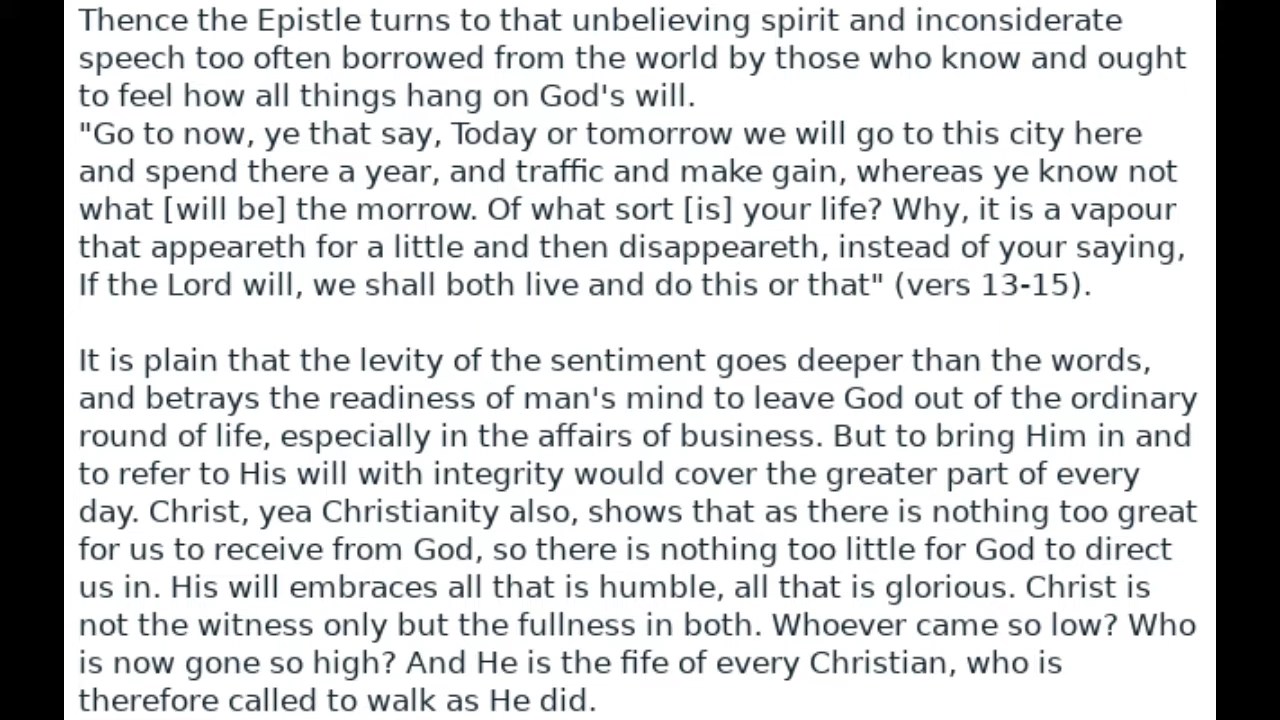 Thence the Epistle turns to that unbelieving spirit and inconsiderate
speech too often borrowed from the world by those who know and ought
to feel how all things hang on God's will.
"Go to now, ye that say, Today or tomorrow we will go to this city here
and spend there a year, and traffic and make gain, whereas ye know not
what [will be] the morrow. Of what sort [is] your life? Why, it is a vapour
that appeareth for a little and then disappeareth, instead of your saying,
If the Lord will, we shall both live and do this or that" (vers 13-15).
It is plain that the levity of the sentiment goes deeper than the words,
and betrays the readiness of man's mind to leave God out of the ordinary
round of life, especially in the affairs of business. But to bring Him in and
to refer to His will with integrity would cover the greater part of every
day. Christ, yea Christianity also, shows that as there is nothing too great
for us to receive from God, so there is nothing too little for God to direct
us in. His will embraces all that is humble, all that is glorious. Christ is
not the witness only but the fullness in both. Whoever came so low? Who
is now gone so high? And He is the fife of every Christian, who is
therefore called to walk as He did.